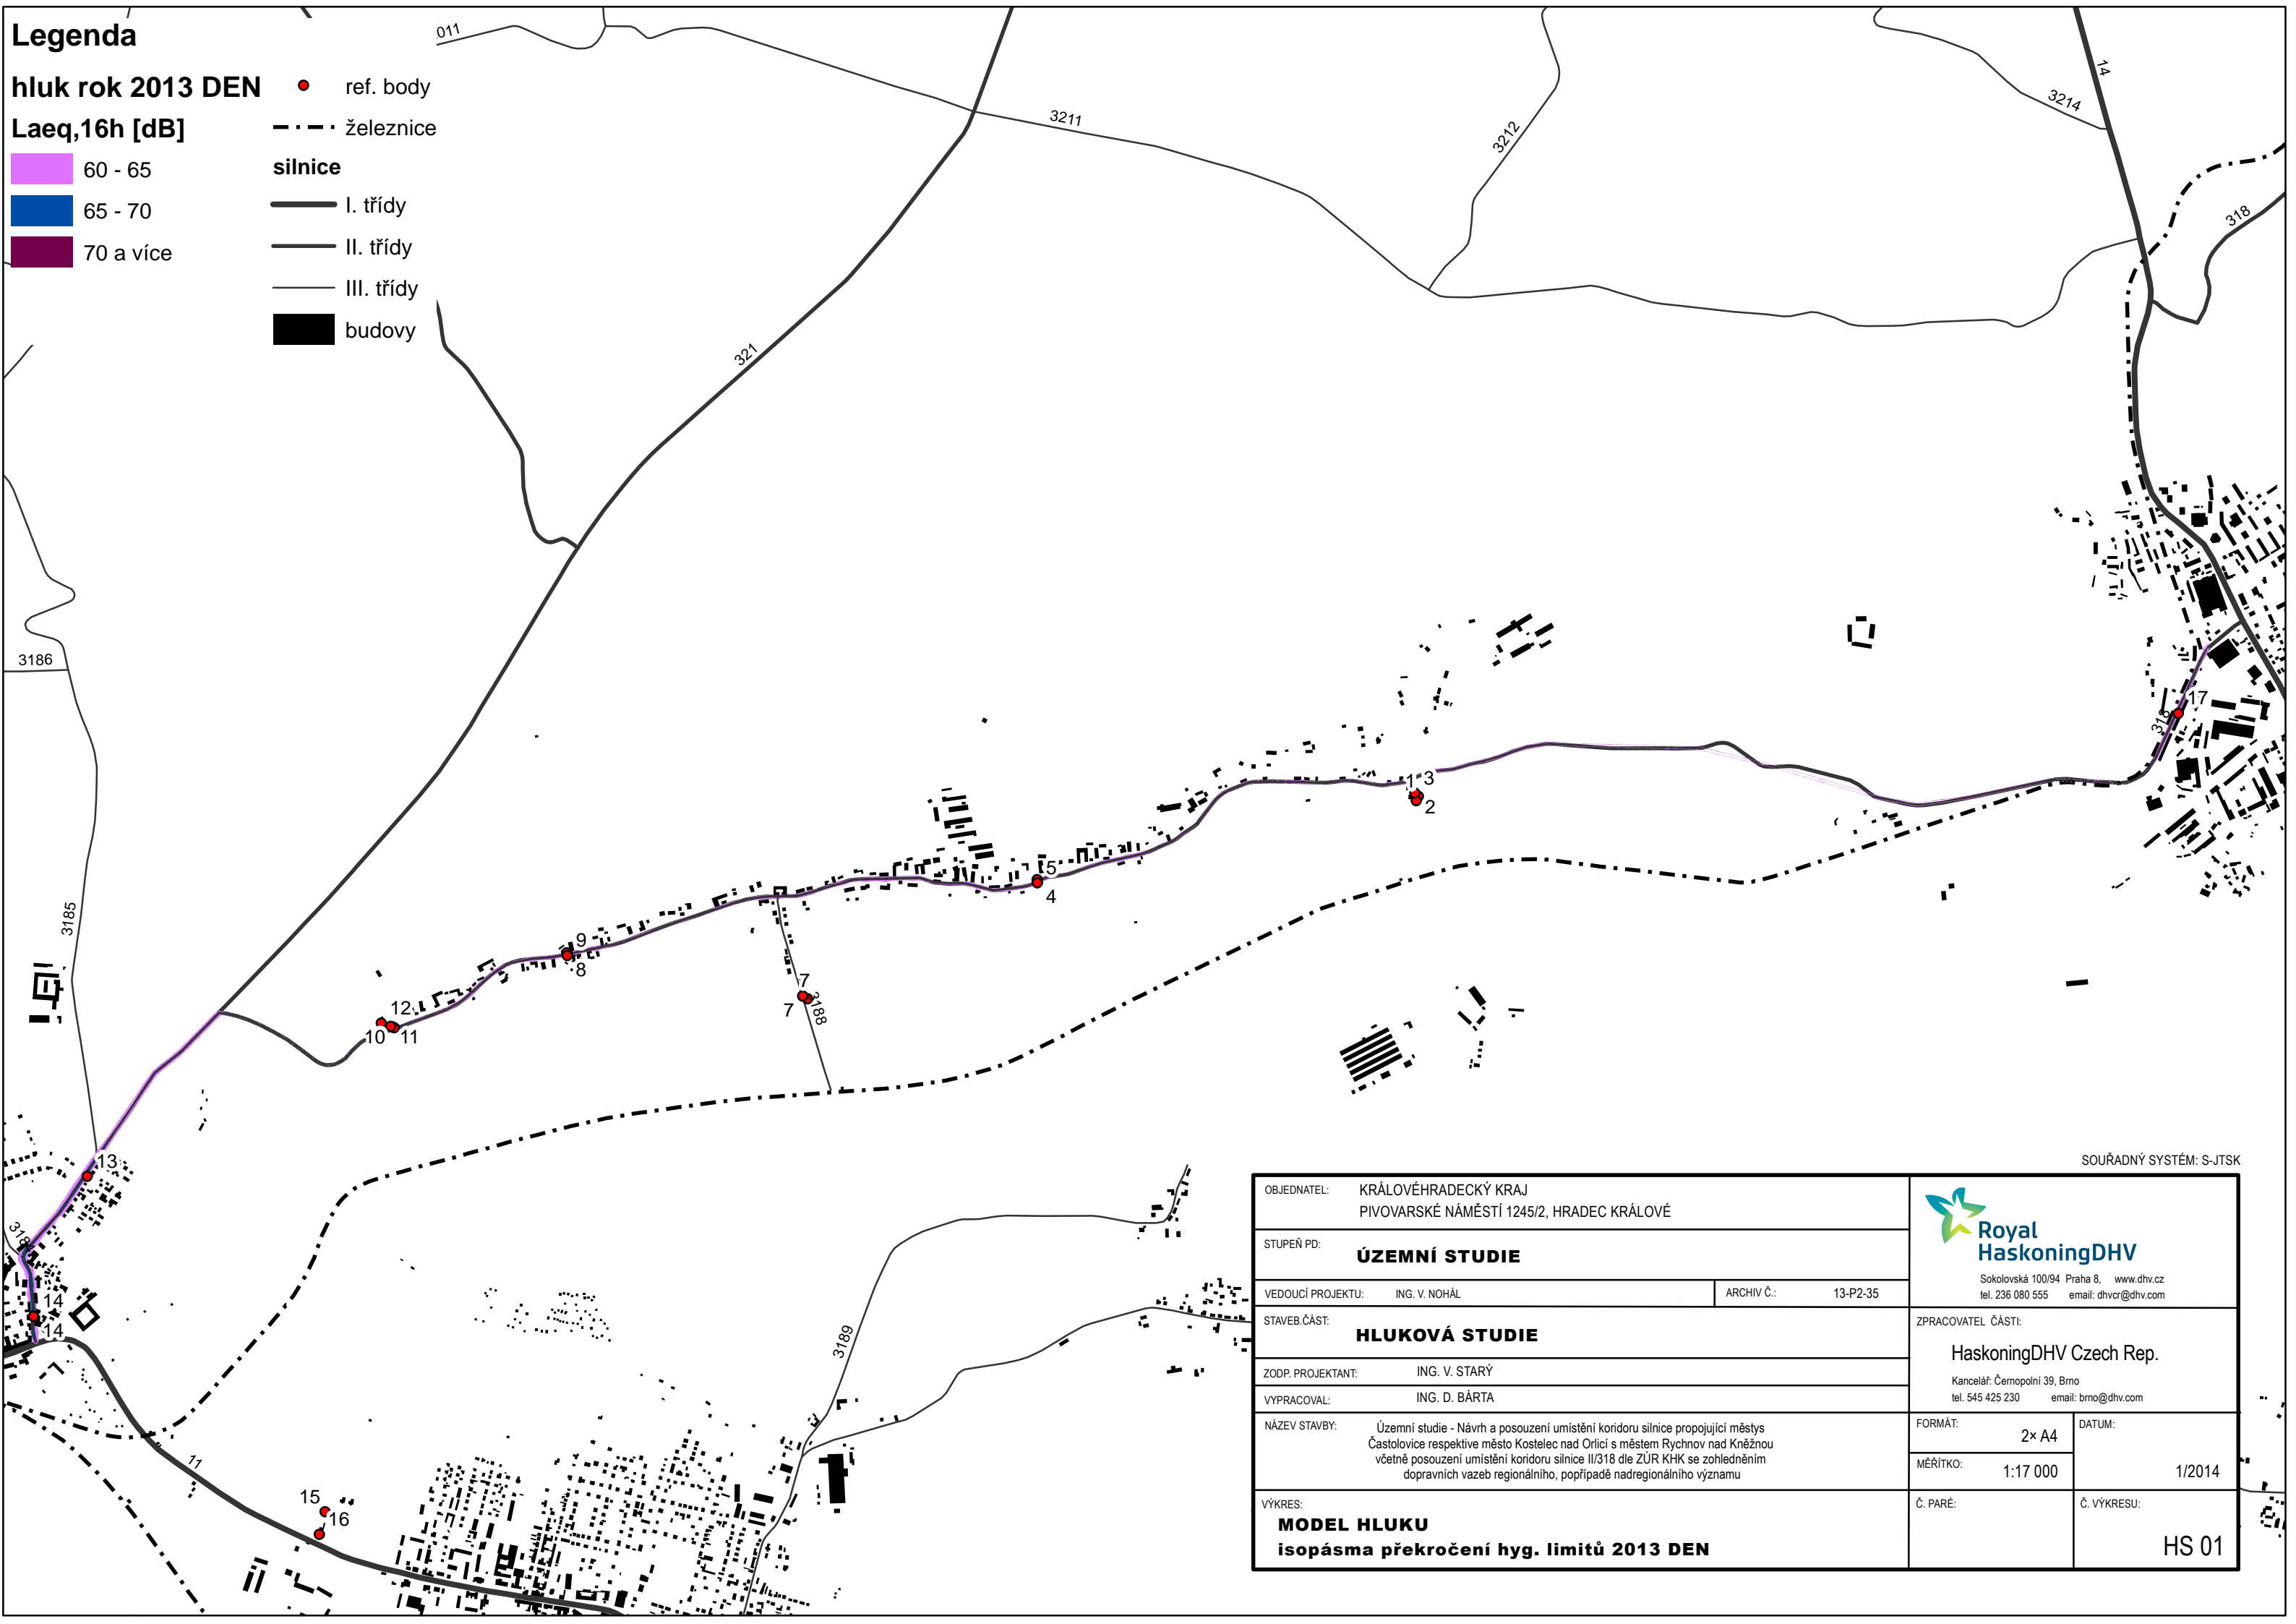 Legenda
hluk rok 2013 DEN
Laeq,16h [dB]
60 - 65
65 - 70
70 a více
ref. body
železnice
silnice
I. třídy
II. třídy
III. třídy
budovy
3211
3212
3214
14
318
321
3186
3185
1
3
2
17
318
5
4
9
8
7
7
3188
12
10
11
13
14
14
11
15
16
3189
SOUŘADNÝ SYSTÉM: S-JTSK
OBJEDNATEL: KRÁLOVÉHRADECKÝ KRAJ
PIVOVARSKÉ NÁMĚSTÍ 1245/2, HRADEC KRÁLOVÉ
STUPEŇ PD: ÚZEMNÍ STUDIE
VEDOUCÍ PROJEKTU: ING. V. NOHÁL
ARCHIV Č.: 13-P2-35
STAVEB.ČÁST: HLUKOVÁ STUDIE
ZODP. PROJEKTANT: ING. V. STARÝ
VYPRACOVAL: ING. D. BÁRTA
NÁZEV STAVBY: Územní studie - Návrh a posouzení umístění koridoru silnice propojující městys
Častolovice respektive město Kostelec nad Orlicí s městem Rychnov nad Kněžnou
včetně posouzení umístění koridoru silnice II/318 dle ZÚR KHK se zohledněním
dopravních vazeb regionálního, popřípadě nadregionálního významu
VÝKRES:
MODEL HLUKU
isopásma překročení hyg. limitů 2013 DEN
Royal
HaskoningDHV
Sokolovská 100/94 Praha 8, www.dhv.cz
tel. 236 080 555 email: dhvcr@dhv.com
ZPRACOVATEL ČÁSTI:
HaskoningDHV Czech Rep.
Kancelář: Černopolní 39, Brno
tel. 545 425 230 email: brno@dhv.com
FORMÁT: 2× A4
DATUM:
1/2014
MĚŘÍTKO: 1:17 000
Č. PARÉ:
Č. VÝKRESU:
HS 01